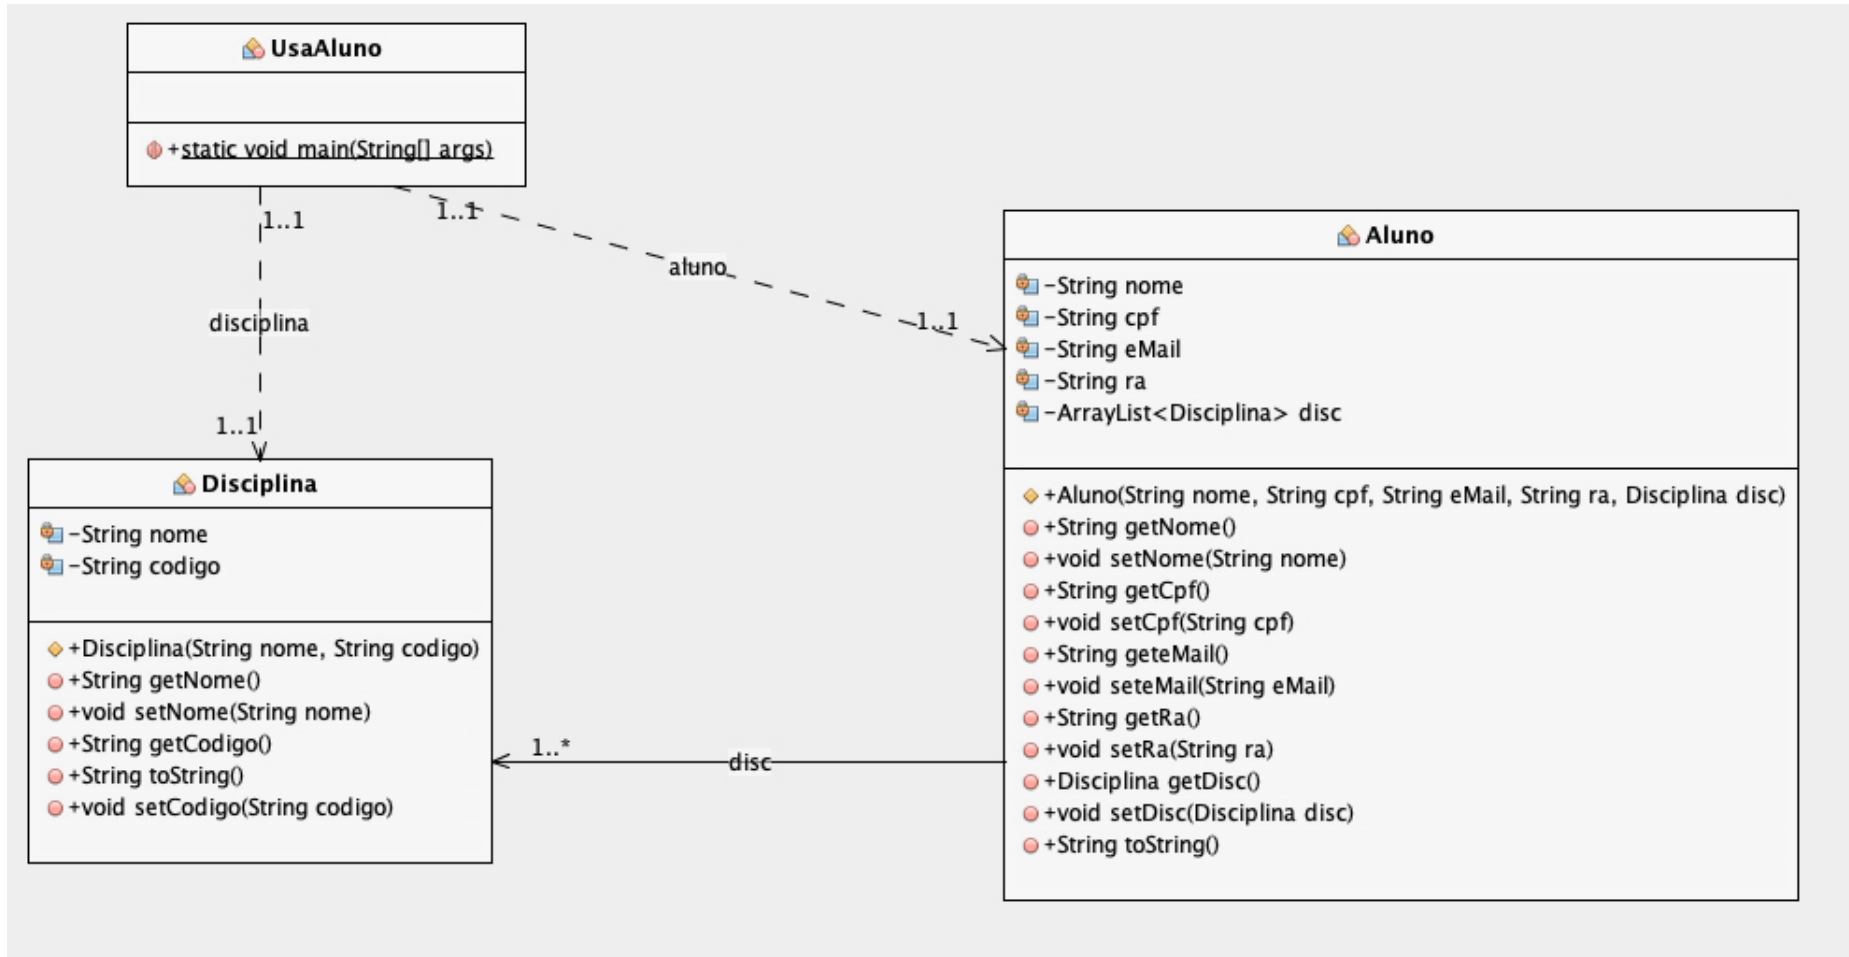 UsaAluno
+static void main(String[] args)
1..1
1..1
aluno
1..1
disciplina
1..1
Disciplina
-String nome
-String codigo
+Disciplina(String nome, String codigo)
+String getNome()
+void setNome(String nome)
+String getCodigo()
+String toString()
+void setCodigo(String codigo)
1..*
disc
Aluno
-String nome
-String cpf
-String eMail
-String ra
-ArrayList<Disciplina> disc
+Aluno(String nome, String cpf, String eMail, String ra, Disciplina disc)
+String getNome()
+void setNome(String nome)
+String getCpf()
+void setCpf(String cpf)
+String geteMail()
+void seteMail(String eMail)
+String getRa()
+void setRa(String ra)
+Disciplina getDisc()
+void setDisc(Disciplina disc)
+String toString()